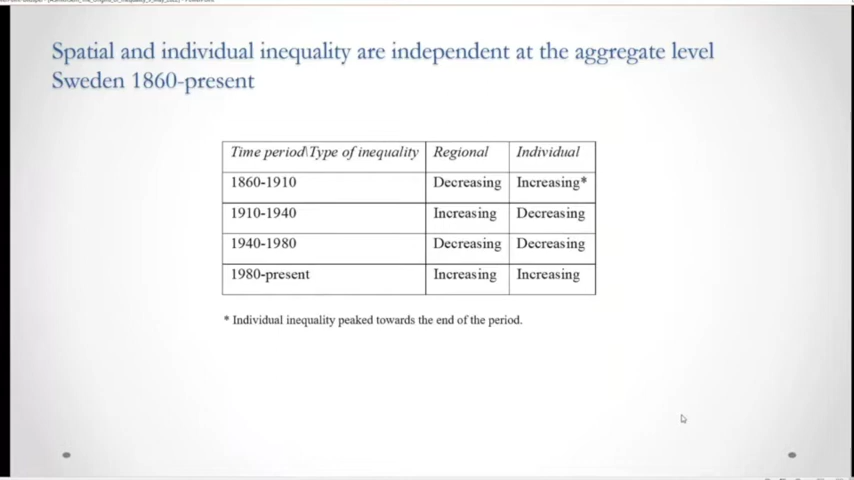 Spatial and individual inequality are independent at the aggregate level
Sweden 1860-present
Time period\Type of inequality Regional Individual
1860-1910 Decreasing Increasing*
1910-1940 Increasing Decreasing
1940-1980 Decreasing Decreasing
1980-present Increasing Increasing
* Individual inequality peaked towards the end of the period.